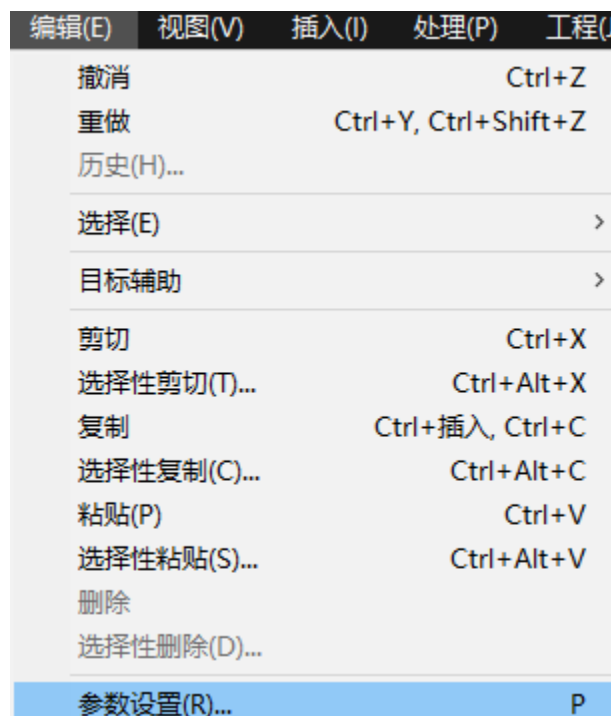 编辑(E) 视图(V) 插入(I) 处理(P) 工程(J
撤消 Ctrl+Z
重做 Ctrl+Y, Ctrl+Shift+Z
历史(H)...
选择(E)
目标辅助
剪切 Ctrl+X
选择性剪切(T)... Ctrl+Alt+X
复制 Ctrl+插入, Ctrl+C
选择性复制(C)... Ctrl+Alt+C
粘贴(P) Ctrl+V
选择性粘贴(S)... Ctrl+Alt+V
删除
选择性删除(D)...
参数设置(R)... P